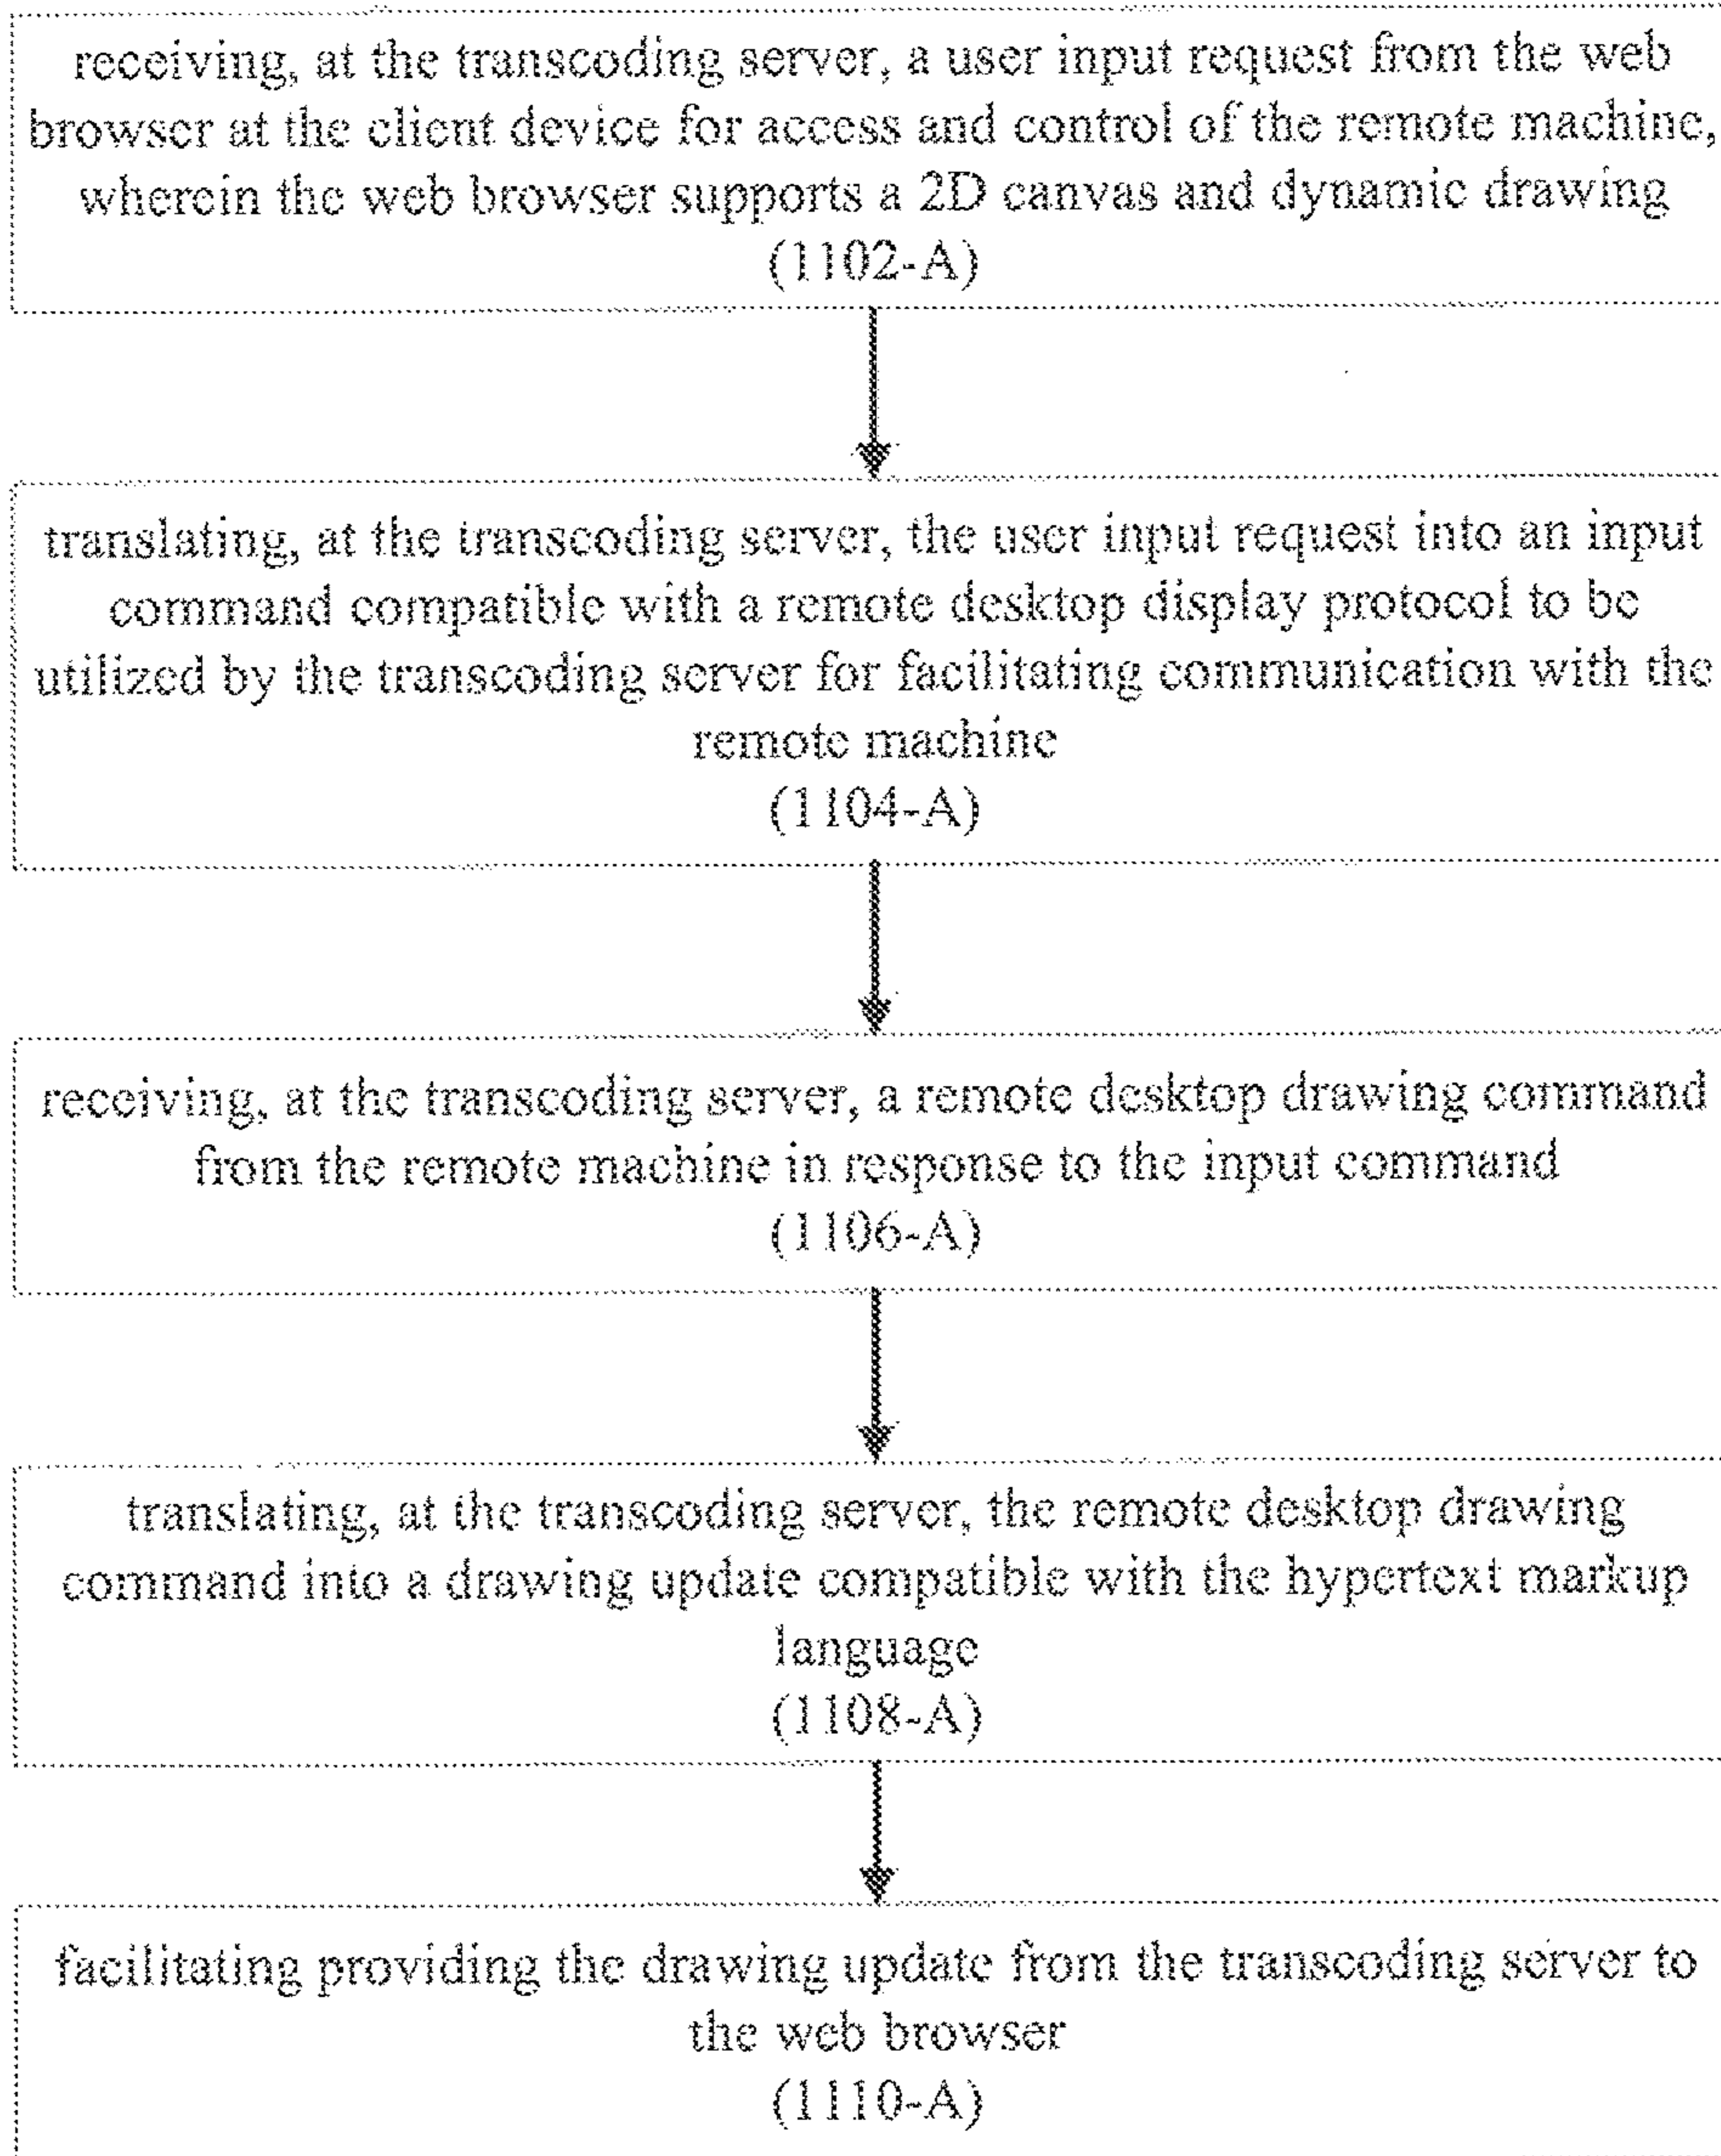 receiving, at the transcoding server, a user input request from the web
browser at the client device for access and control of the remote machine,
wherein the web browser supports a 2D canvas and dynamic drawing
(1102-A)
translating, at the transcoding server, the user input request into an input
command compatible with a remote desktop display protocol to be
utilized by the transcoding server for facilitating communication with the
remote machine
(1104-A)
receiving, at the transcoding server, a remote desktop drawing command
from the remote machine in response to the input command
(1106-A)
translating, at the transcoding server, the remote desktop drawing
command into a drawing update compatible with the hypertext markup
language
(1108-A)
facilitating providing the drawing update from the transcoding server to
the web browser
(1110-A)